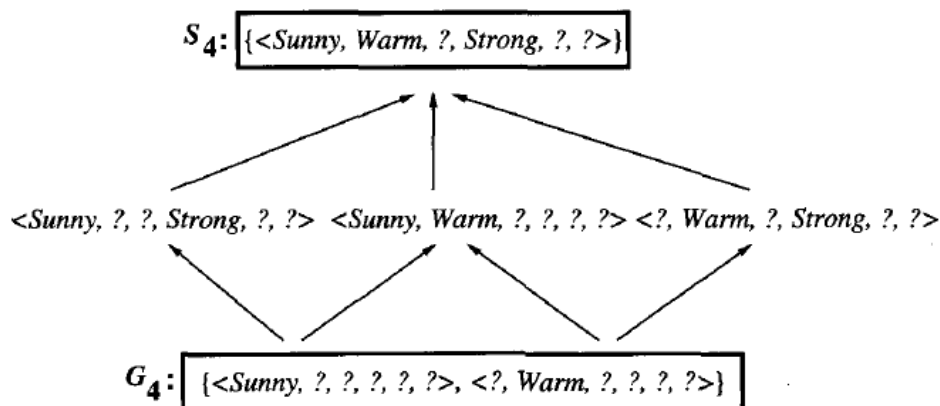 S4: {<Sunny, Warm, ?, Strong, ?, ?>}
<Sunny, ?, ?, Strong, ?, ?> <Sunny, Warm, ?, ?, ?, ?> <?, Warm, ?, Strong, ?, ?>
G4: {<Sunny, ?, ?, ?, ?, ?>, <?, Warm, ?, ?, ?, ?>}